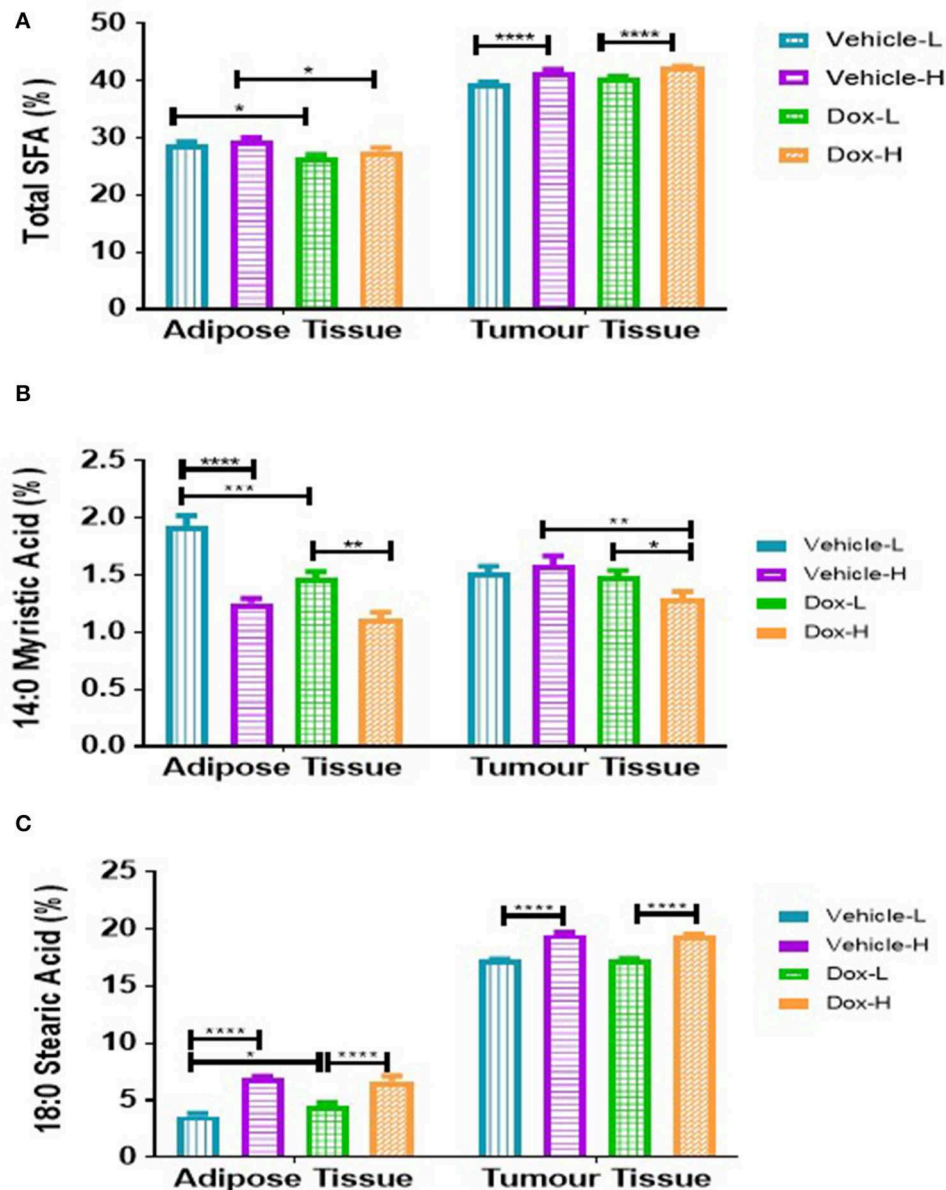 A
Total SFA (%)
50
40
30
20
10
0
*
*
****
****
Adipose Tissue
Tumour Tissue
Vehicle-L
Vehicle-H
Dox-L
Dox-H
B
14:0 Myristic Acid (%)
2.5
2.0
1.5
1.0
0.5
0.0
****
***
**
**
*
Adipose Tissue
Tumour Tissue
Vehicle-L
Vehicle-H
Dox-L
Dox-H
C
18:0 Stearic Acid (%)
25
20
15
10
5
0
****
*
****
****
****
Adipose Tissue
Tumour Tissue
Vehicle-L
Vehicle-H
Dox-L
Dox-H